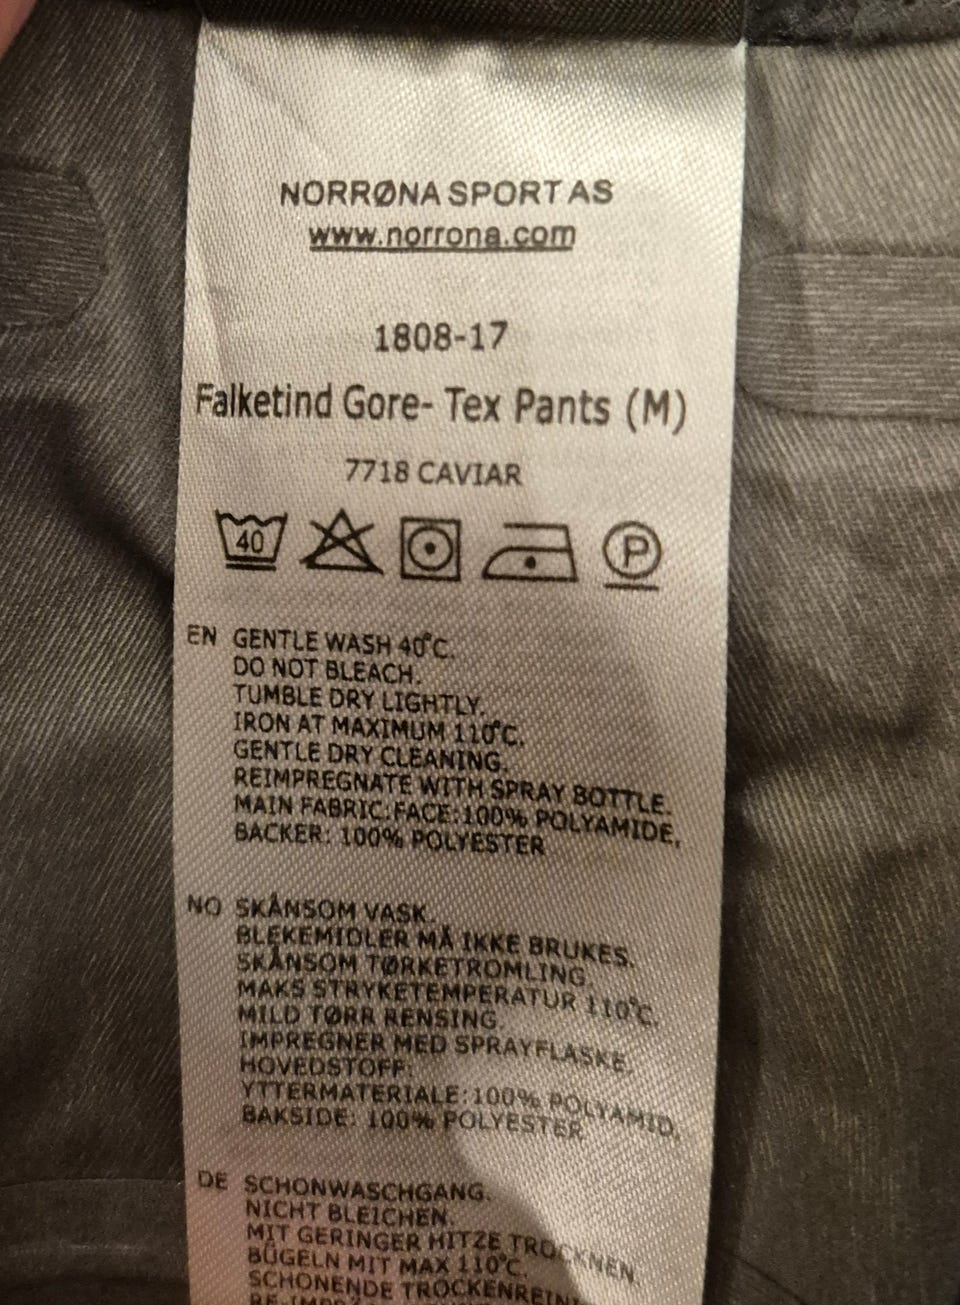 NORRØNA SPORT AS
www.norrona.com
1808-17
Falketind Gore- Tex Pants (M)
7718 CAVIAR
40 P
EN GENTLE WASH 40°C.
DO NOT BLEACH.
TUMBLE DRY LIGHTLY.
IRON AT MAXIMUM 110°C.
GENTLE DRY CLEANING.
REIMPREGNATE WITH SPRAY BOTTLE.
MAIN FABRIC:FACE:100% POLYAMIDE,
BACKER: 100% POLYESTER
NO SKÅNSOM VASK.
BLEKEMIDLER MÅ IKKE BRUKES.
SKÅNSOM TØRKETROMLING.
MAKS STRYKETEMPERATUR 110°C.
MILD TØRR RENSING.
IMPREGNER MED SPRAYFLASKE.
HOVEDSTOFF:
YTTERMATERIALE:100% POLYAMID,
BAKSIDE: 100% POLYESTER
DE SCHONWASCHGANG.
NICHT BLEICHEN.
MIT GERINGER HITZE TROCKNEN.
BÜGELN MIT MAX 110°C.
SCHONENDE